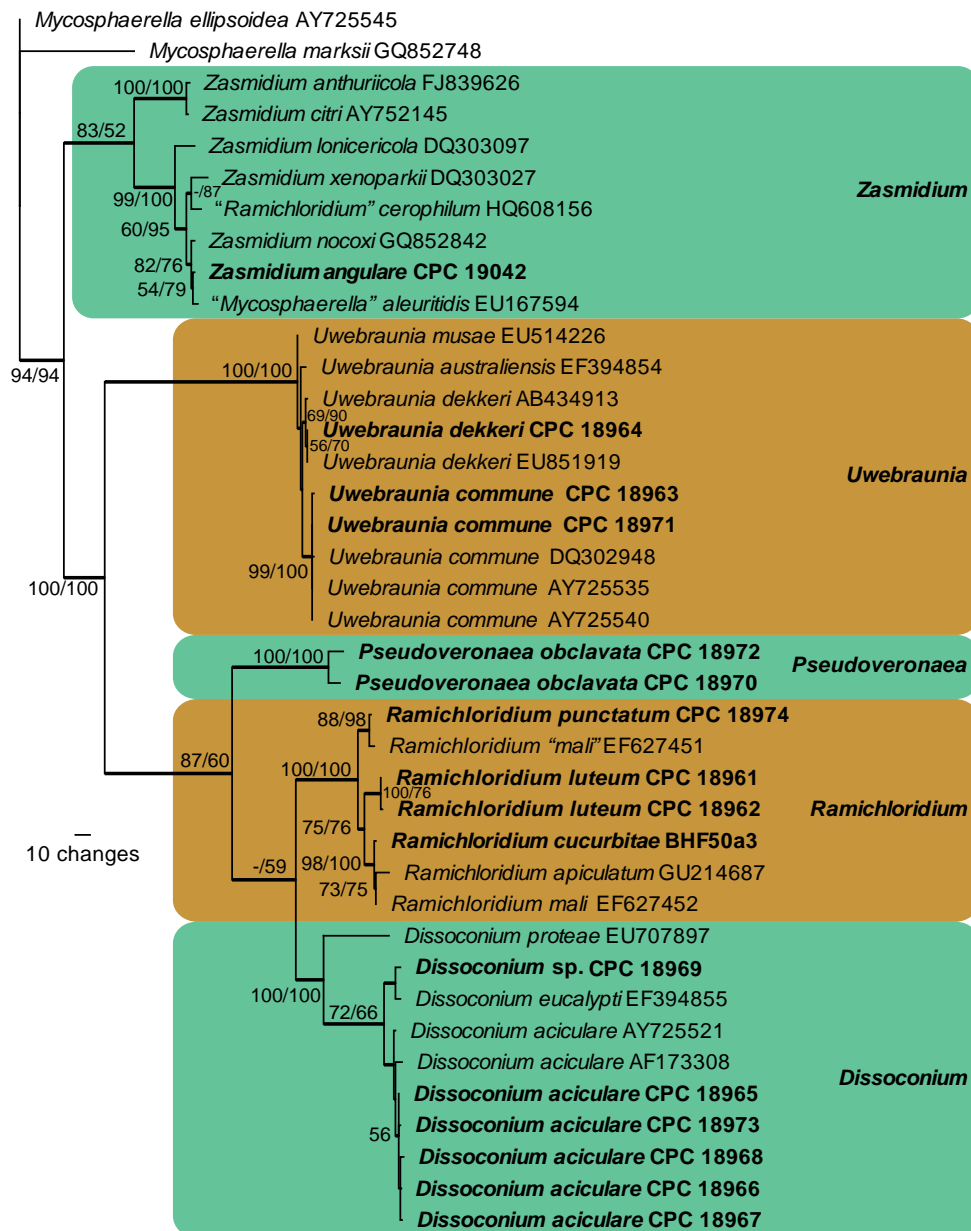 Mycosphaerella ellipsoidea AY725545
Mycosphaerella marksii GQ852748
Zasmidium anthuriicola FJ839626
100/100
Zasmidium citri AY752145
83/52
Zasmidium lonicericola DQ303097
Zasmidium xenoparkii DQ303027
-/87
99/100
Zasmidium
"Ramichloridium" cerophilum HQ608156
60/95
Zasmidium nocoxi GQ852842
82/76
Zasmidium angulare CPC 19042
54/79
"Mycosphaerella" aleuritidis EU167594
Uwebraunia musae EU514226
Uwebraunia australiensis EF394854
94/94
100/100
Uwebraunia dekkeri AB434913
69/90
Uwebraunia dekkeri CPC 18964
56/70
Uwebraunia dekkeri EU851919
Uwebraunia
Uwebraunia commune CPC 18963
Uwebraunia commune CPC 18971
Uwebraunia commune DQ302948
99/100
Uwebraunia commune AY725535
100/100
Uwebraunia commune AY725540
Pseudoveronaea obclavata CPC 18972
100/100
Pseudoveronaea
Pseudoveronaea obclavata CPC 18970
Ramichloridium punctatum CPC 18974
88/98
Ramichloridium "mali" EF627451
87/60
100/100
Ramichloridium luteum CPC 18961
100/76
Ramichloridium luteum CPC 18962
Ramichloridium
75/76
Ramichloridium cucurbitae BHF50a3
10 changes
-/59
98/100
Ramichloridium apiculatum GU214687
73/75
Ramichloridium mali EF627452
Dissoconium proteae EU707897
100/100
Dissoconium sp. CPC 18969
72/66
Dissoconium eucalypti EF394855
Dissoconium aciculare AY725521
Dissoconium aciculare AF173308
Dissoconium
Dissoconium aciculare CPC 18965
Dissoconium aciculare CPC 18973
56
Dissoconium aciculare CPC 18968
Dissoconium aciculare CPC 18966
Dissoconium aciculare CPC 18967